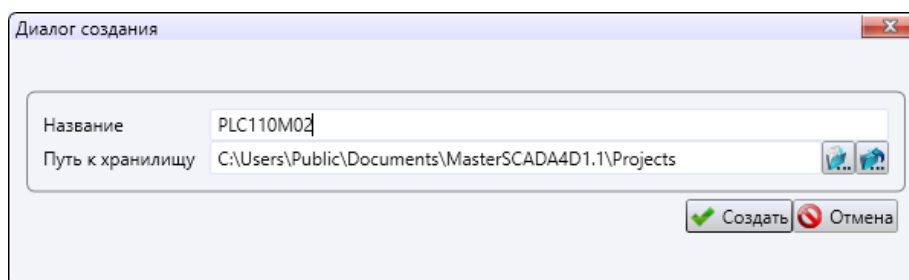 Диалог создания
Название PLC110M02
Путь к хранилищу C:\Users\Public\Documents\MasterSCADA4D1.1\Projects
Создать Отмена